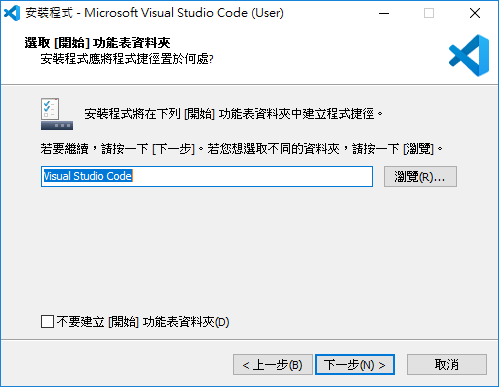 安裝程式 - Microsoft Visual Studio Code (User)
選取 [開始] 功能表資料夾
安裝程式應將程式捷徑置於何處?
安裝程式將在下列 [開始] 功能表資料夾中建立程式捷徑。
若要繼續，請按一下 [下一步]。若您想選取不同的資料夾，請按一下 [瀏覽]。
Visual Studio Code
瀏覽(R)...
不要建立 [開始] 功能表資料夾(D)
< 上一步(B)
下一步(N) >
取消